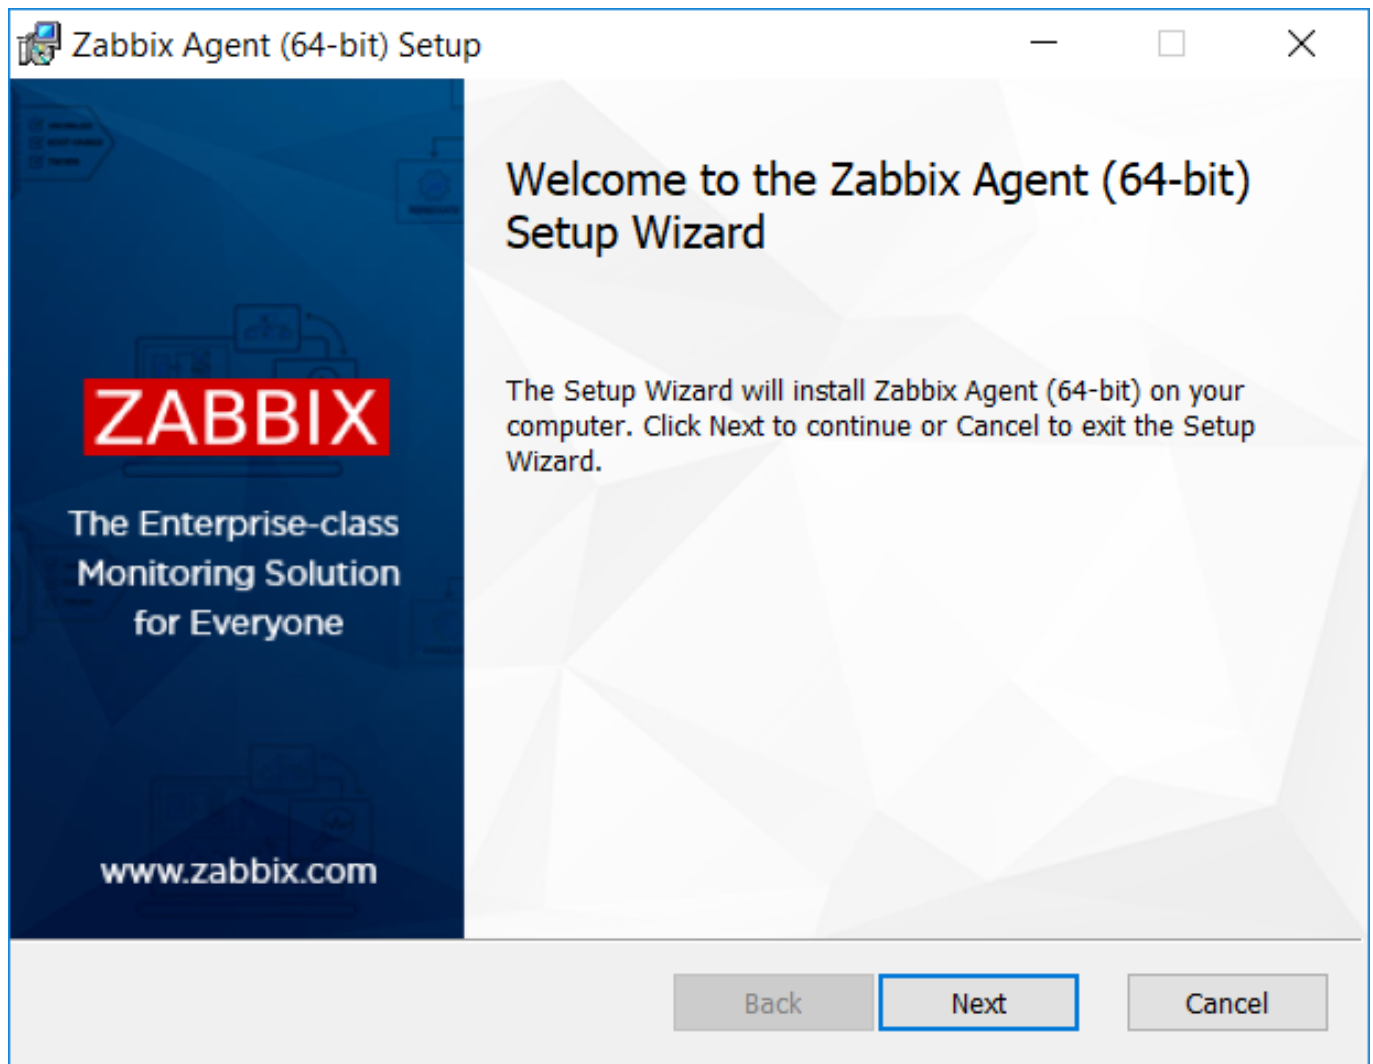 Zabbix Agent (64-bit) Setup
Welcome to the Zabbix Agent (64-bit)
Setup Wizard
The Setup Wizard will install Zabbix Agent (64-bit) on your
computer. Click Next to continue or Cancel to exit the Setup
Wizard.
ZABBIX
The Enterprise-class
Monitoring Solution
for Everyone
www.zabbix.com
Back
Next
Cancel